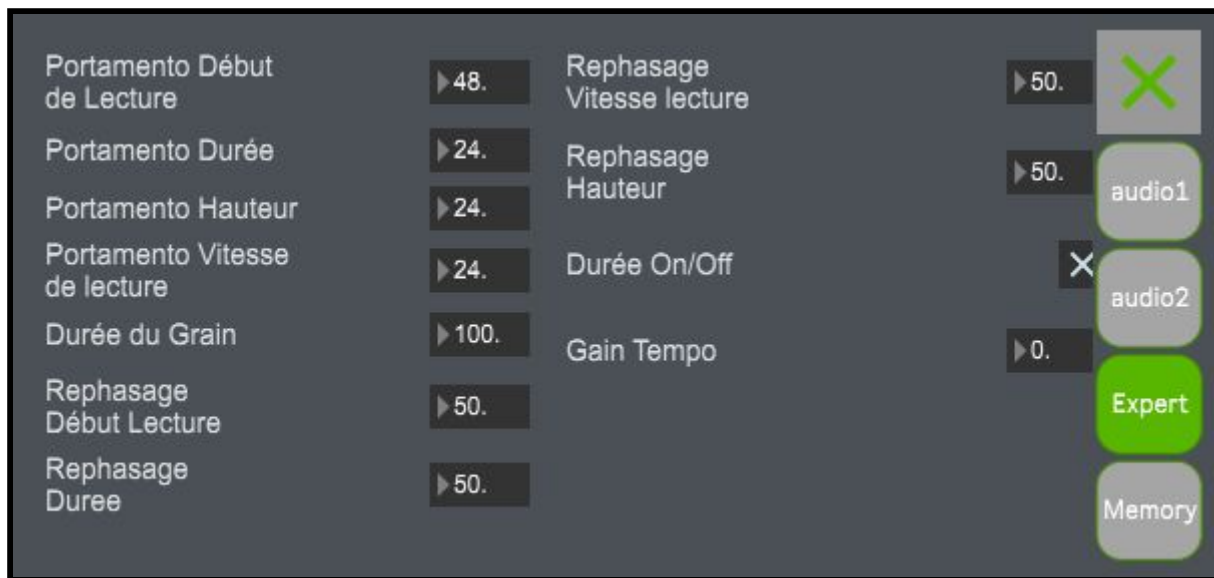 Portamento Début
de Lecture
48.
Portamento Durée
24.
Portamento Hauteur
24.
Portamento Vitesse
de lecture
24.
Durée du Grain
100.
Rephasage
Début Lecture
50.
Rephasage
Duree
50.
Rephasage
Vitesse lecture
50.
Rephasage
Hauteur
50.
Durée On/Off
Gain Tempo
0.
audio1
audio2
Expert
Memory